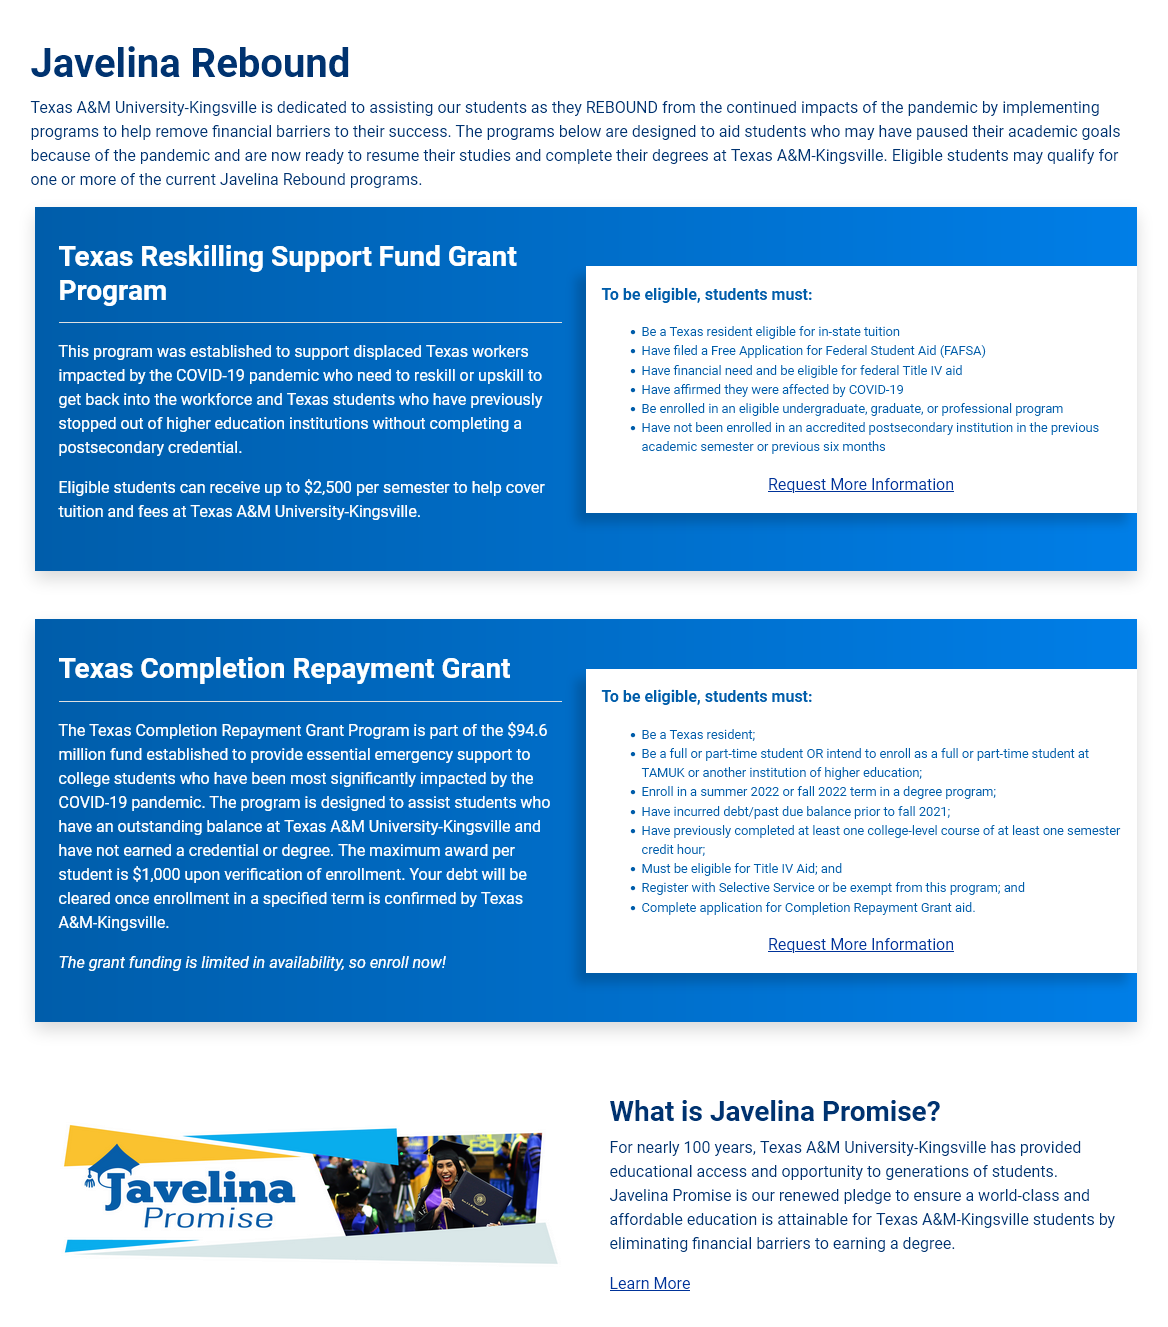 Javelina Rebound
Texas A&M University-Kingsville is dedicated to assisting our students as they REBOUND from the continued impacts of the pandemic by implementing
programs to help remove financial barriers to their success. The programs below are designed to aid students who may have paused their academic goals
because of the pandemic and are now ready to resume their studies and complete their degrees at Texas A&M-Kingsville. Eligible students may qualify for
one or more of the current Javelina Rebound programs.
Texas Reskilling Support Fund Grant
Program
This program was established to support displaced Texas workers
impacted by the COVID-19 pandemic who need to reskill or upskill to
get back into the workforce and Texas students who have previously
stopped out of higher education institutions without completing a
postsecondary credential.
Eligible students can receive up to $2,500 per semester to help cover
tuition and fees at Texas A&M University-Kingsville.
To be eligible, students must:
• Be a Texas resident eligible for in-state tuition
• Have filed a Free Application for Federal Student Aid (FAFSA)
• Have financial need and be eligible for federal Title IV aid
• Have affirmed they were affected by COVID-19
• Be enrolled in an eligible undergraduate, graduate, or professional program
• Have not been enrolled in an accredited postsecondary institution in the previous
academic semester or previous six months
Request More Information
Texas Completion Repayment Grant
The Texas Completion Repayment Grant Program is part of the $94.6
million fund established to provide essential emergency support to
college students who have been most significantly impacted by the
COVID-19 pandemic. The program is designed to assist students who
have an outstanding balance at Texas A&M University-Kingsville and
have not earned a credential or degree. The maximum award per
student is $1,000 upon verification of enrollment. Your debt will be
cleared once enrollment in a specified term is confirmed by Texas
A&M-Kingsville.
The grant funding is limited in availability, so enroll now!
To be eligible, students must:
• Be a Texas resident;
• Be a full or part-time student OR intend to enroll as a full or part-time student at
TAMUK or another institution of higher education;
• Enroll in a summer 2022 or fall 2022 term in a degree program;
• Have incurred debt/past due balance prior to fall 2021;
• Have previously completed at least one college-level course of at least one semester
credit hour;
• Must be eligible for Title IV Aid; and
• Register with Selective Service or be exempt from this program; and
• Complete application for Completion Repayment Grant aid.
Request More Information
Javelina
Promise
What is Javelina Promise?
For nearly 100 years, Texas A&M University-Kingsville has provided
educational access and opportunity to generations of students.
Javelina Promise is our renewed pledge to ensure a world-class and
affordable education is attainable for Texas A&M-Kingsville students by
eliminating financial barriers to earning a degree.
Learn More